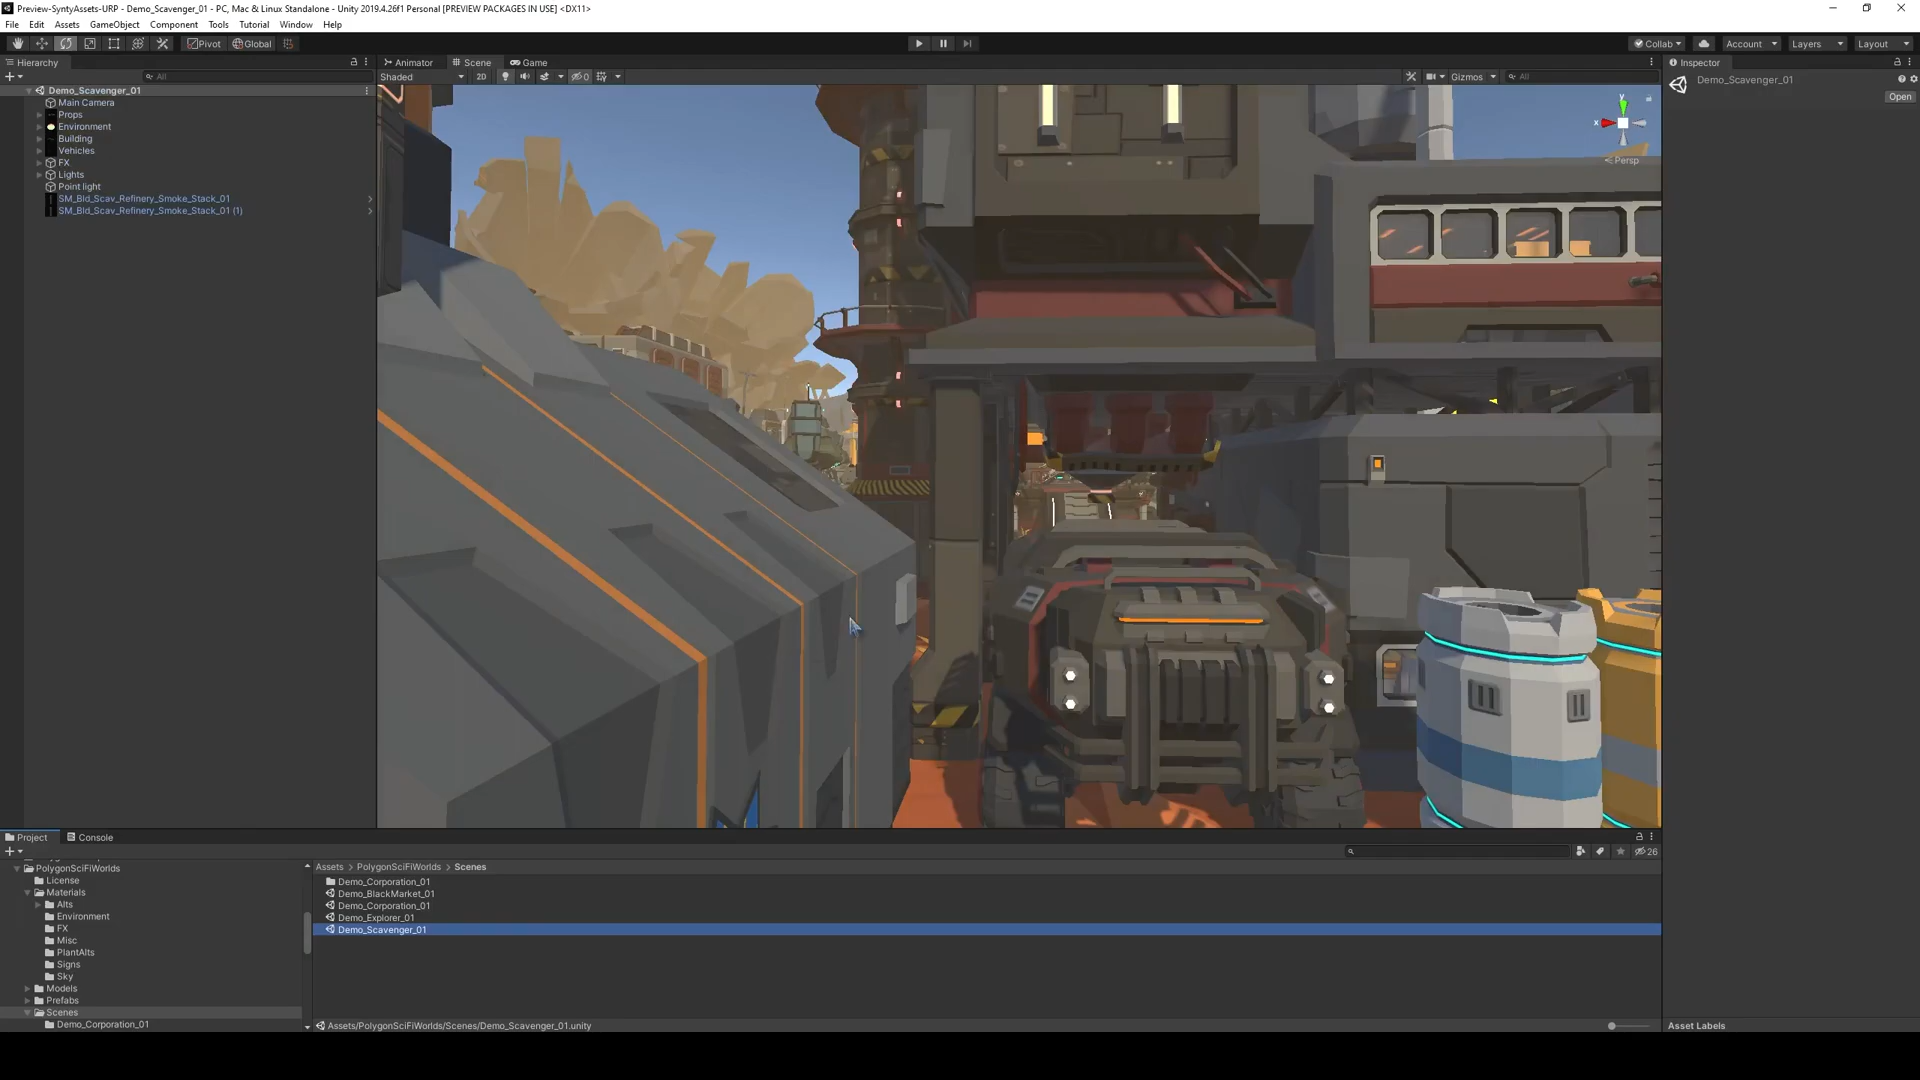 Preview-SyntyAssets-URP - Demo_Scavenger_01 - PC, Mac & Linux Standalone - Unity 2019.4.26f1 Personal [PREVIEW PACKAGES IN USE] <DX11>
File Edit Assets GameObject Component Tools Tutorial Window Help
Pivot Global Collab Account Layers Layout
Hierarchy Animator Scene Game Inspector
All Shaded 2D 0 Gizmos All
Demo_Scavenger_01
Open
Demo_Scavenger_01
Main Camera
Props
Environment
Building
Vehicles
FX
Lights
Point light
SM_Bld_Scav_Refinery_Smoke_Stack_01
SM_Bld_Scav_Refinery_Smoke_Stack_01 (1)
y
x
Persp
Project Console
26
PolygonSciFiWorlds
License
Materials
Alts
Environment
FX
Misc
PlantAlts
Signs
Sky
Models
Prefabs
Scenes
Demo_Corporation_01
Assets > PolygonSciFiWorlds > Scenes
Demo_Corporation_01
Demo_BlackMarket_01
Demo_Corporation_01
Demo_Explorer_01
Demo_Scavenger_01
Assets/PolygonSciFiWorlds/Scenes/Demo_Scavenger_01.unity
Asset Labels